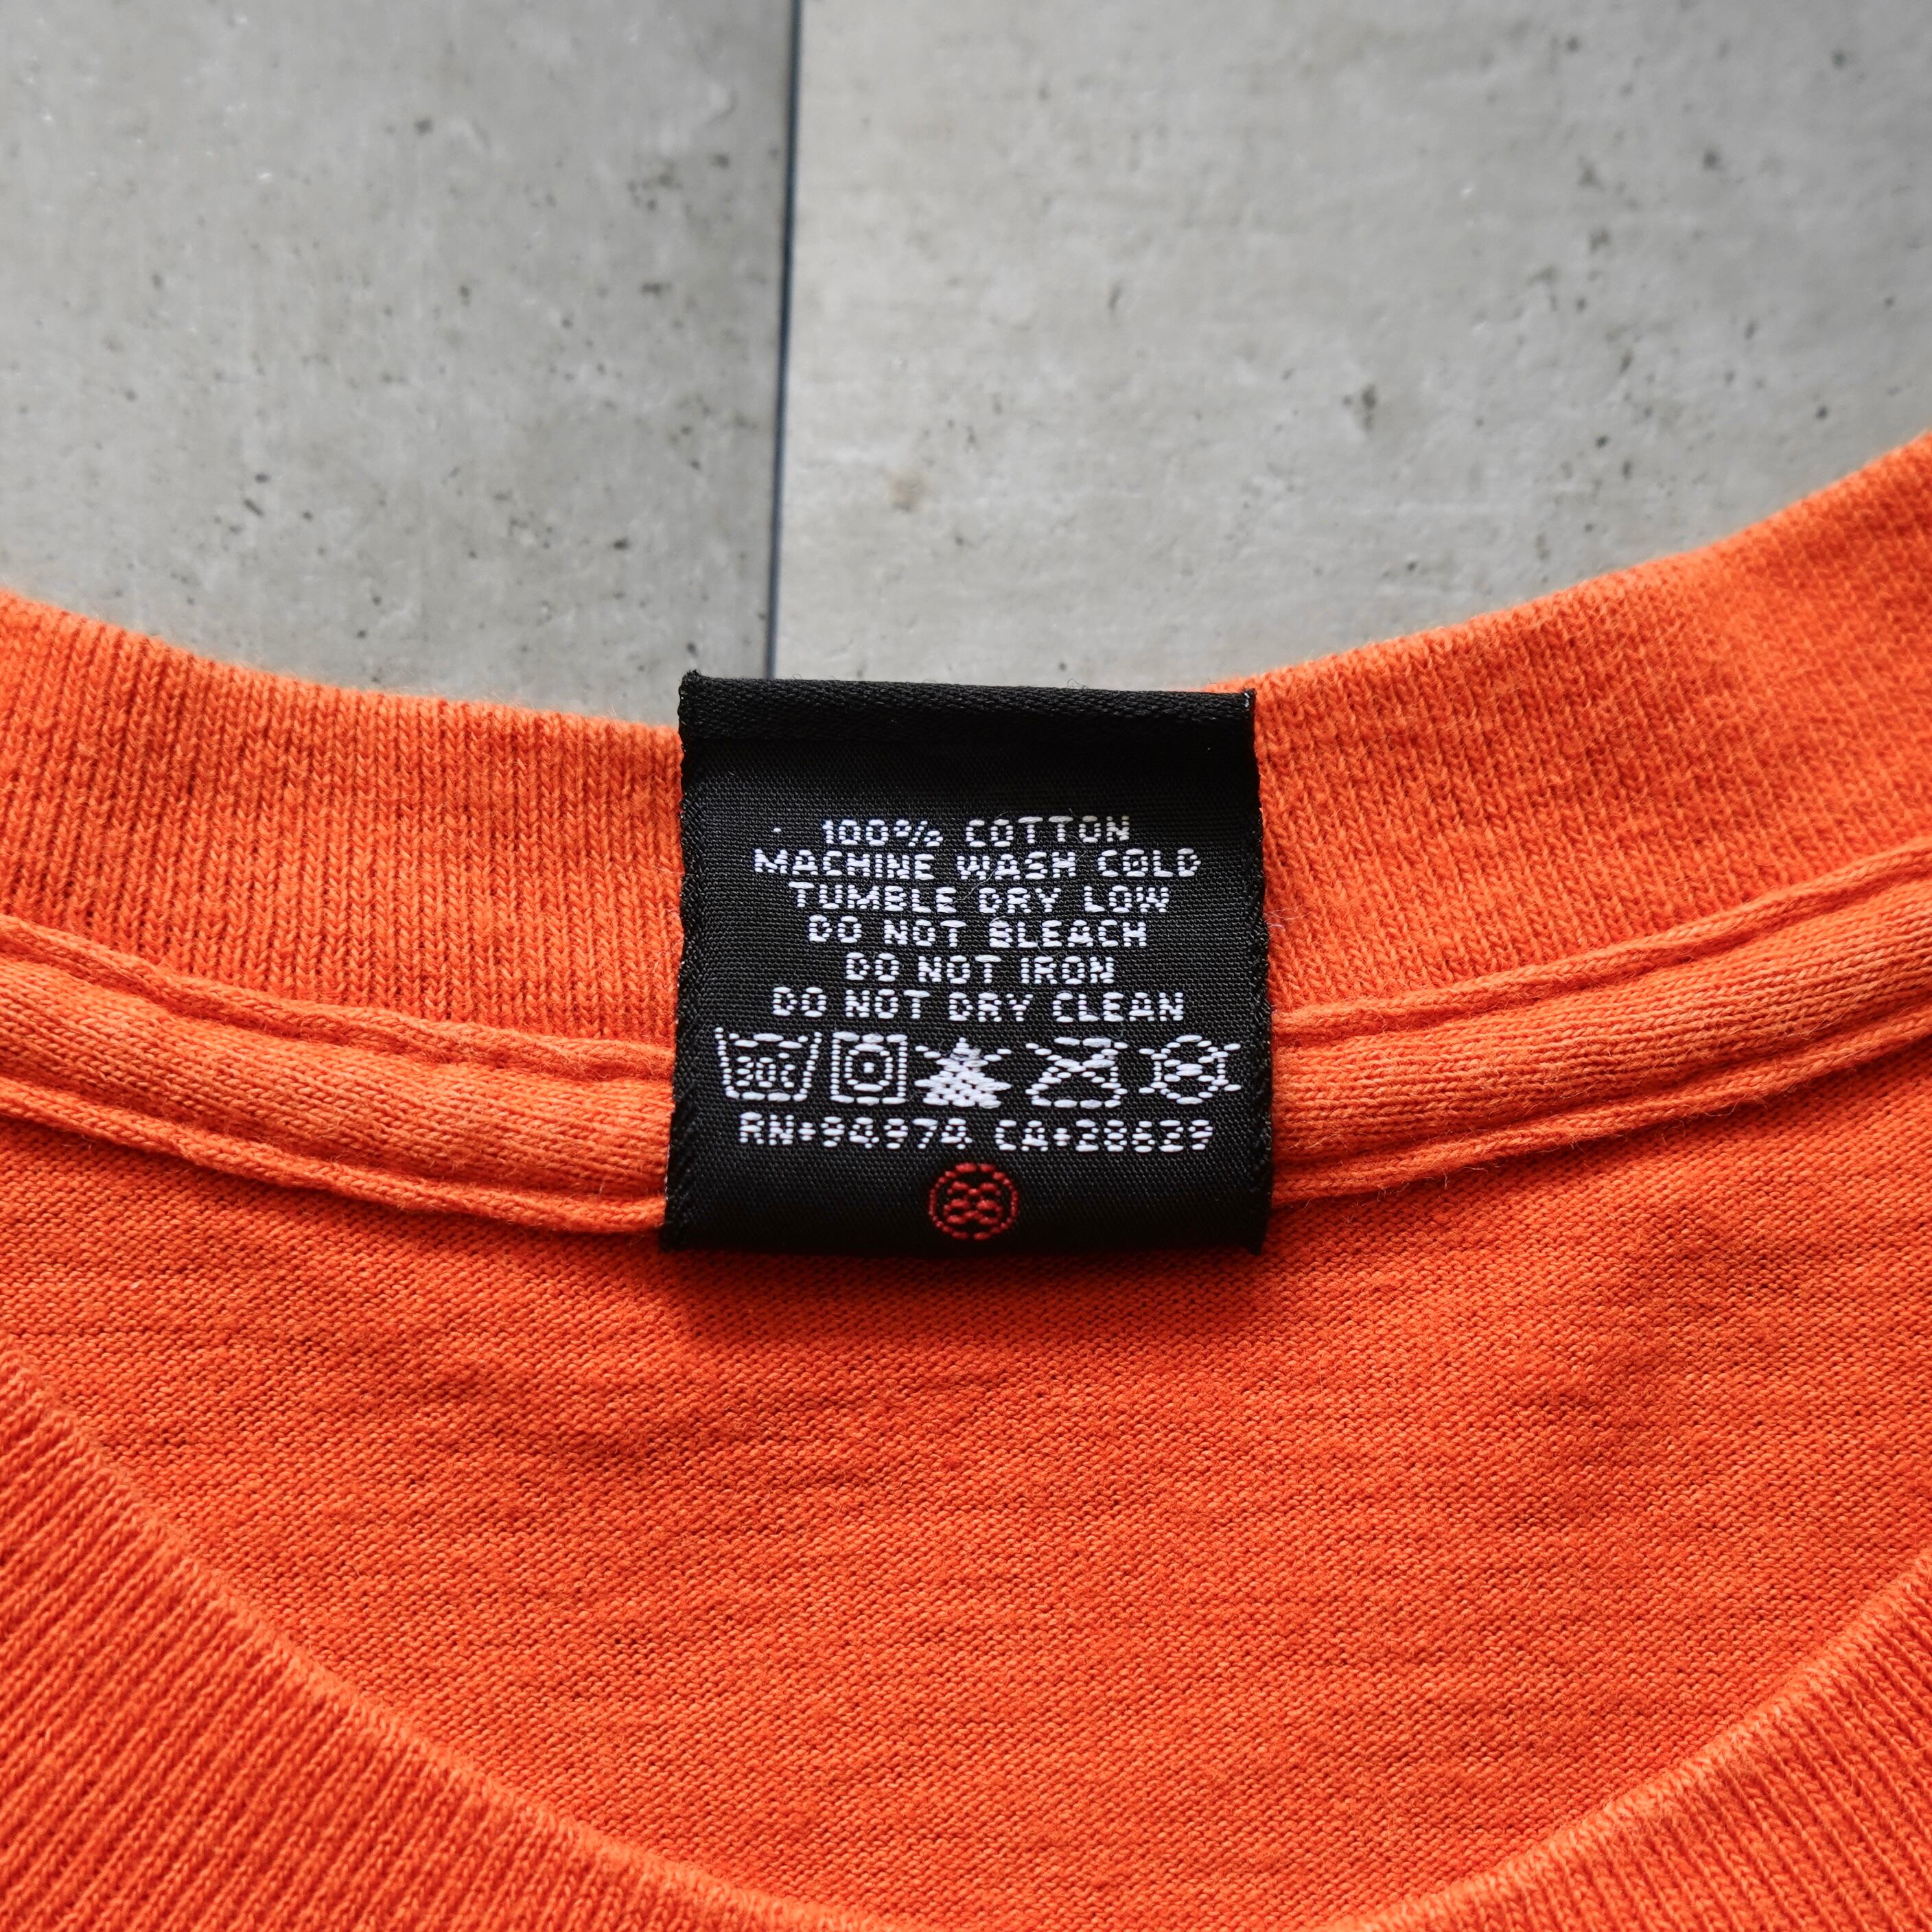 100% COTTON
MACHINE WASH COLD
TUMBLE DRY LOW
DO NOT BLEACH
DO NOT IRON
DO NOT DRY CLEAN
30c
RN#94974 CA#28629